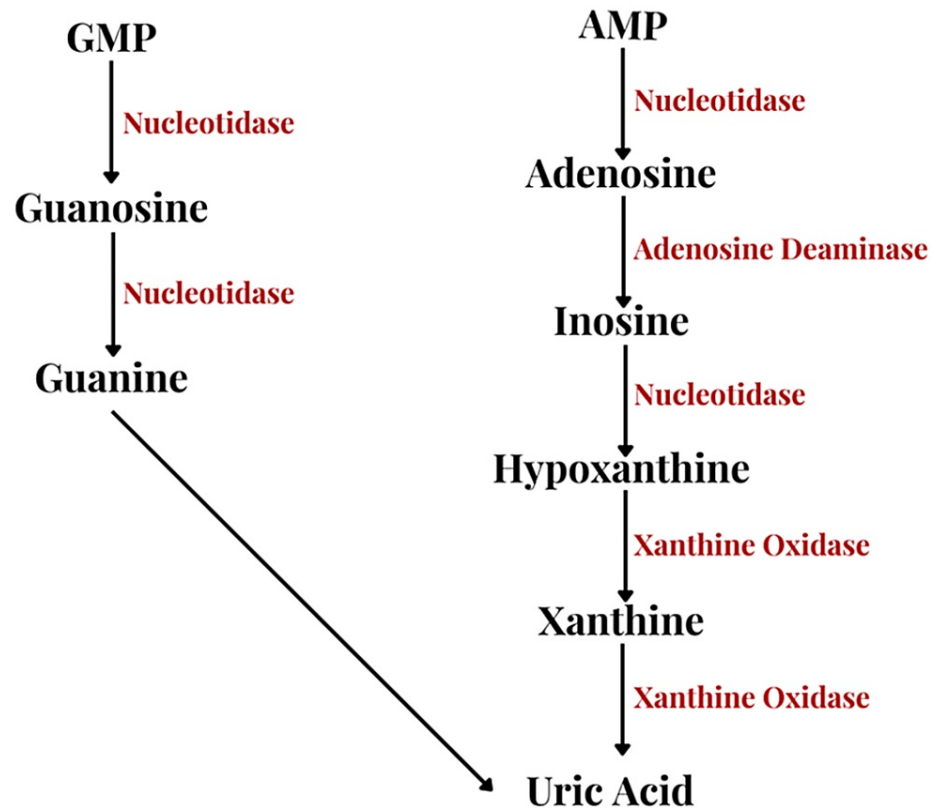 GMP
Nucleotidase
Guanosine
Nucleotidase
Guanine
AMP
Nucleotidase
Adenosine
Adenosine Deaminase
Inosine
Nucleotidase
Hypoxanthine
Xanthine Oxidase
Xanthine
Xanthine Oxidase
Uric Acid